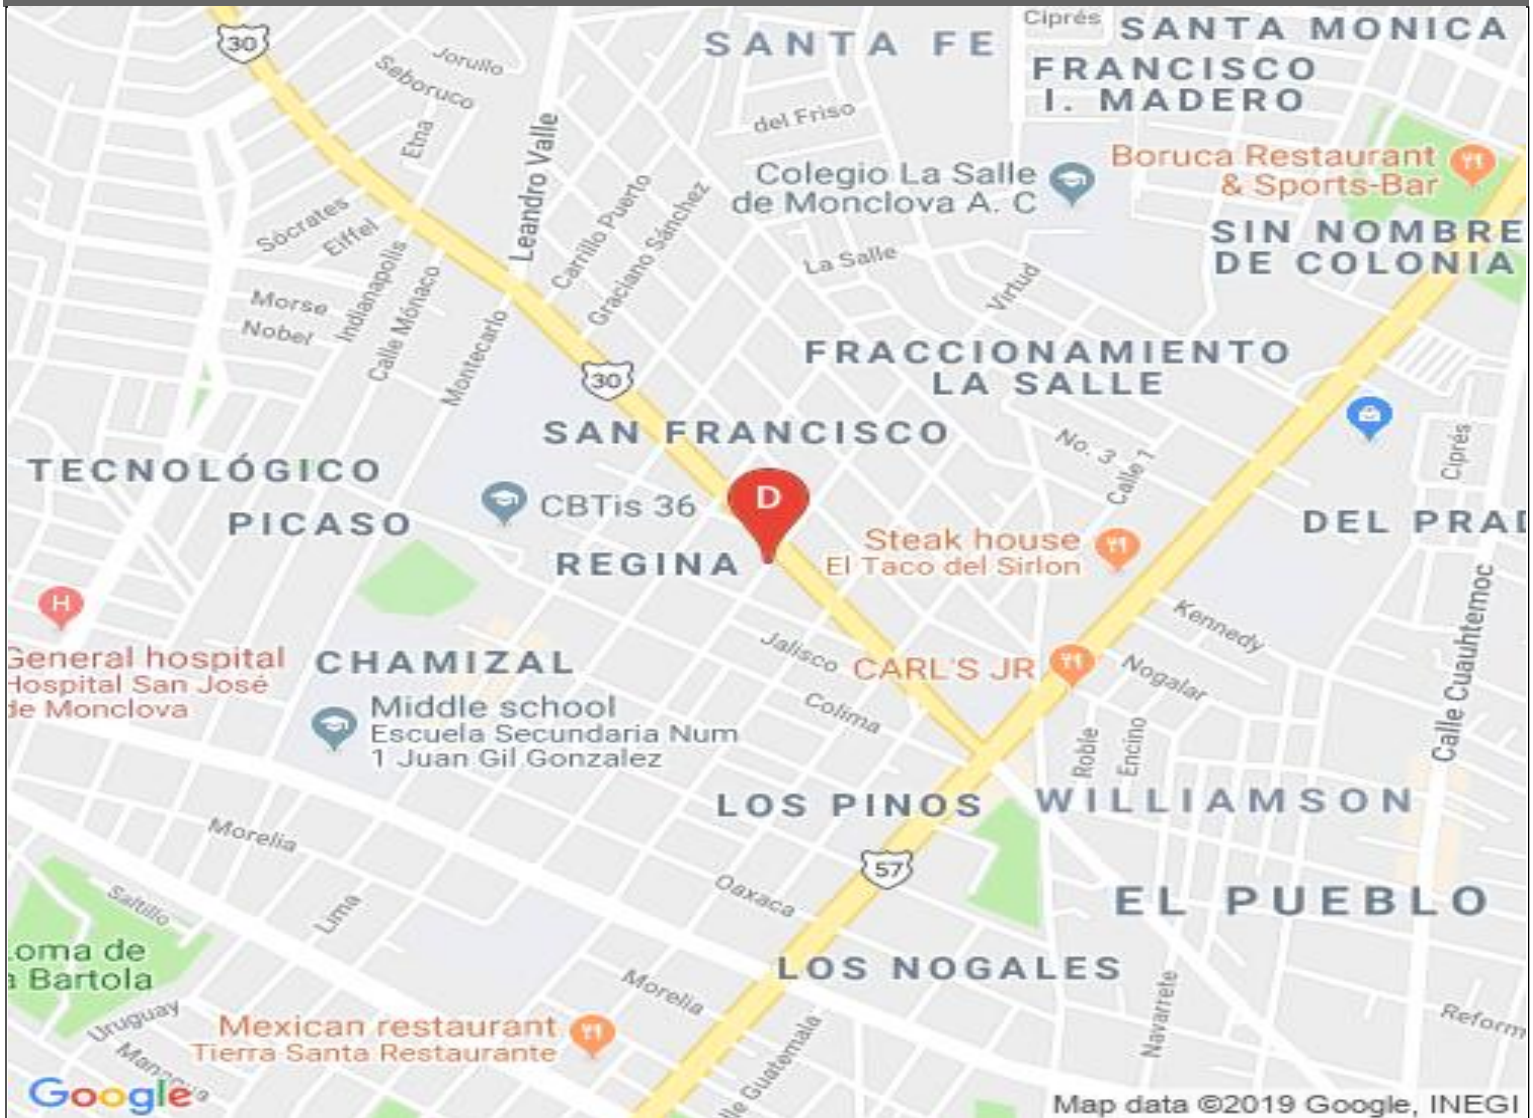 30
Jorullo
Seboruco
Etna
Leandro Valle
SANTA FE
Ciprés
SANTA MONICA
FRANCISCO
I. MADERO
del Friso
Colegio La Salle
de Monclova A. C
Boruca Restaurant
& Sports-Bar
Sócrates
Eiffel
Carrillo Puerto
Graciano Sánchez
La Salle
Virtud
SIN NOMBRE
DE COLONIA
Morse
Nobel
Indianapolis
Calle Mónaco
Montecarlo
30
FRACCIONAMIENTO
LA SALLE
SAN FRANCISCO
No. 3
Calle 1
Ciprés
TECNOLÓGICO
PICASO
CBTis 36
D
REGINA
Steak house
El Taco del Sirlon
DEL PRAD
H
General hospital
Hospital San José
de Monclova
CHAMIZAL
Middle school
Escuela Secundaria Num
1 Juan Gil Gonzalez
Jalisco
Colima
CARL'S JR
Kennedy
Nogalar
Roble
Encino
Calle Cuauhtemoc
LOS PINOS
WILLIAMSON
57
Morelia
Oaxaca
EL PUEBLO
Saltillo
Lima
oma de
a Bartola
LOS NOGALES
Morelia
Navarrete
Reform
Uruguay
Mexican restaurant
Tierra Santa Restaurante
lle Guatemala
Google
Map data ©2019 Google, INEGI